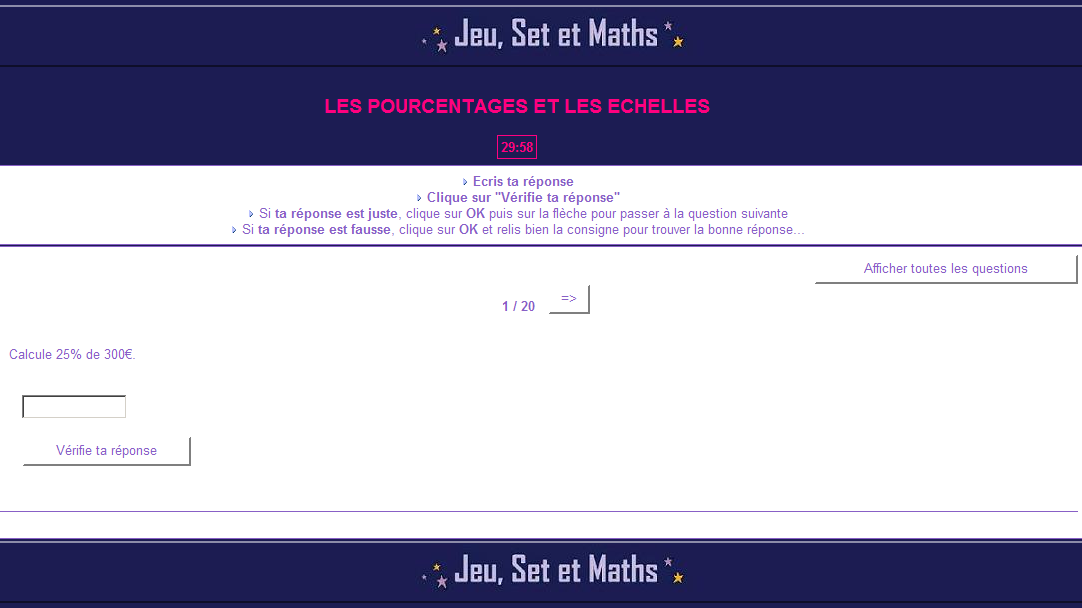 Jeu, Set et Maths
LES POURCENTAGES ET LES ECHELLES
29:58
Ecris ta réponse
Clique sur "Vérifie ta réponse"
Si ta réponse est juste, clique sur OK puis sur la flèche pour passer à la question suivante
Si ta réponse est fausse, clique sur OK et relis bien la consigne pour trouver la bonne réponse...
Afficher toutes les questions
1 / 20 =>
Calcule 25% de 300€.
Vérifie ta réponse
Jeu, Set et Maths